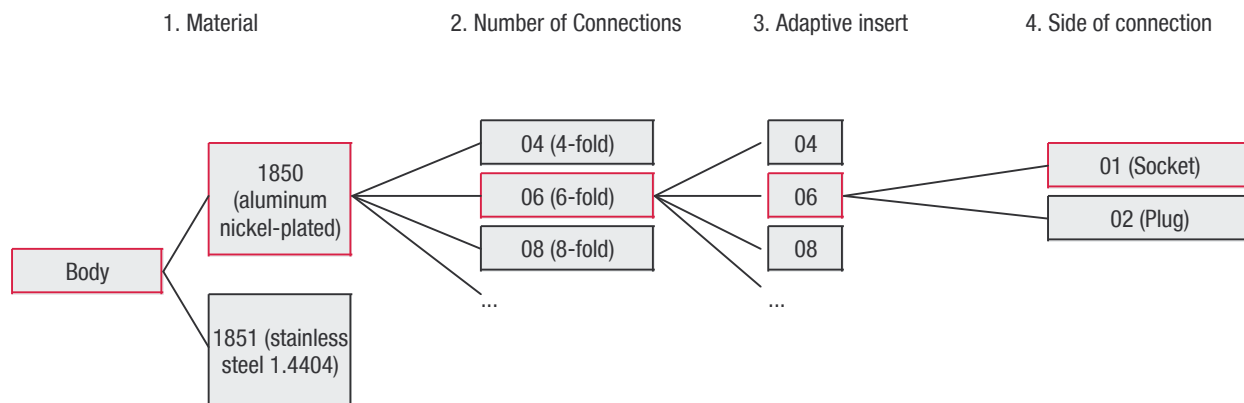 1. Material
2. Number of Connections
3. Adaptive insert
4. Side of connection
Body
1850
(aluminum
nickel-plated)
1851 (stainless
steel 1.4404)
04 (4-fold)
06 (6-fold)
08 (8-fold)
...
04
06
08
...
01 (Socket)
02 (Plug)